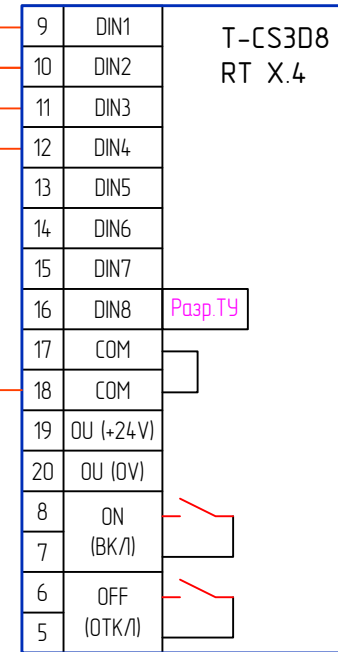 T-CS3D8
RT X.4
9 DIN1
10 DIN2
11 DIN3
12 DIN4
13 DIN5
14 DIN6
15 DIN7
16 DIN8 Разр.ТУ
17 COM
18 COM
19 OU (+24V)
20 OU (0V)
8 ON
7 (ВКЛ)
6 OFF
5 (ОТКЛ)